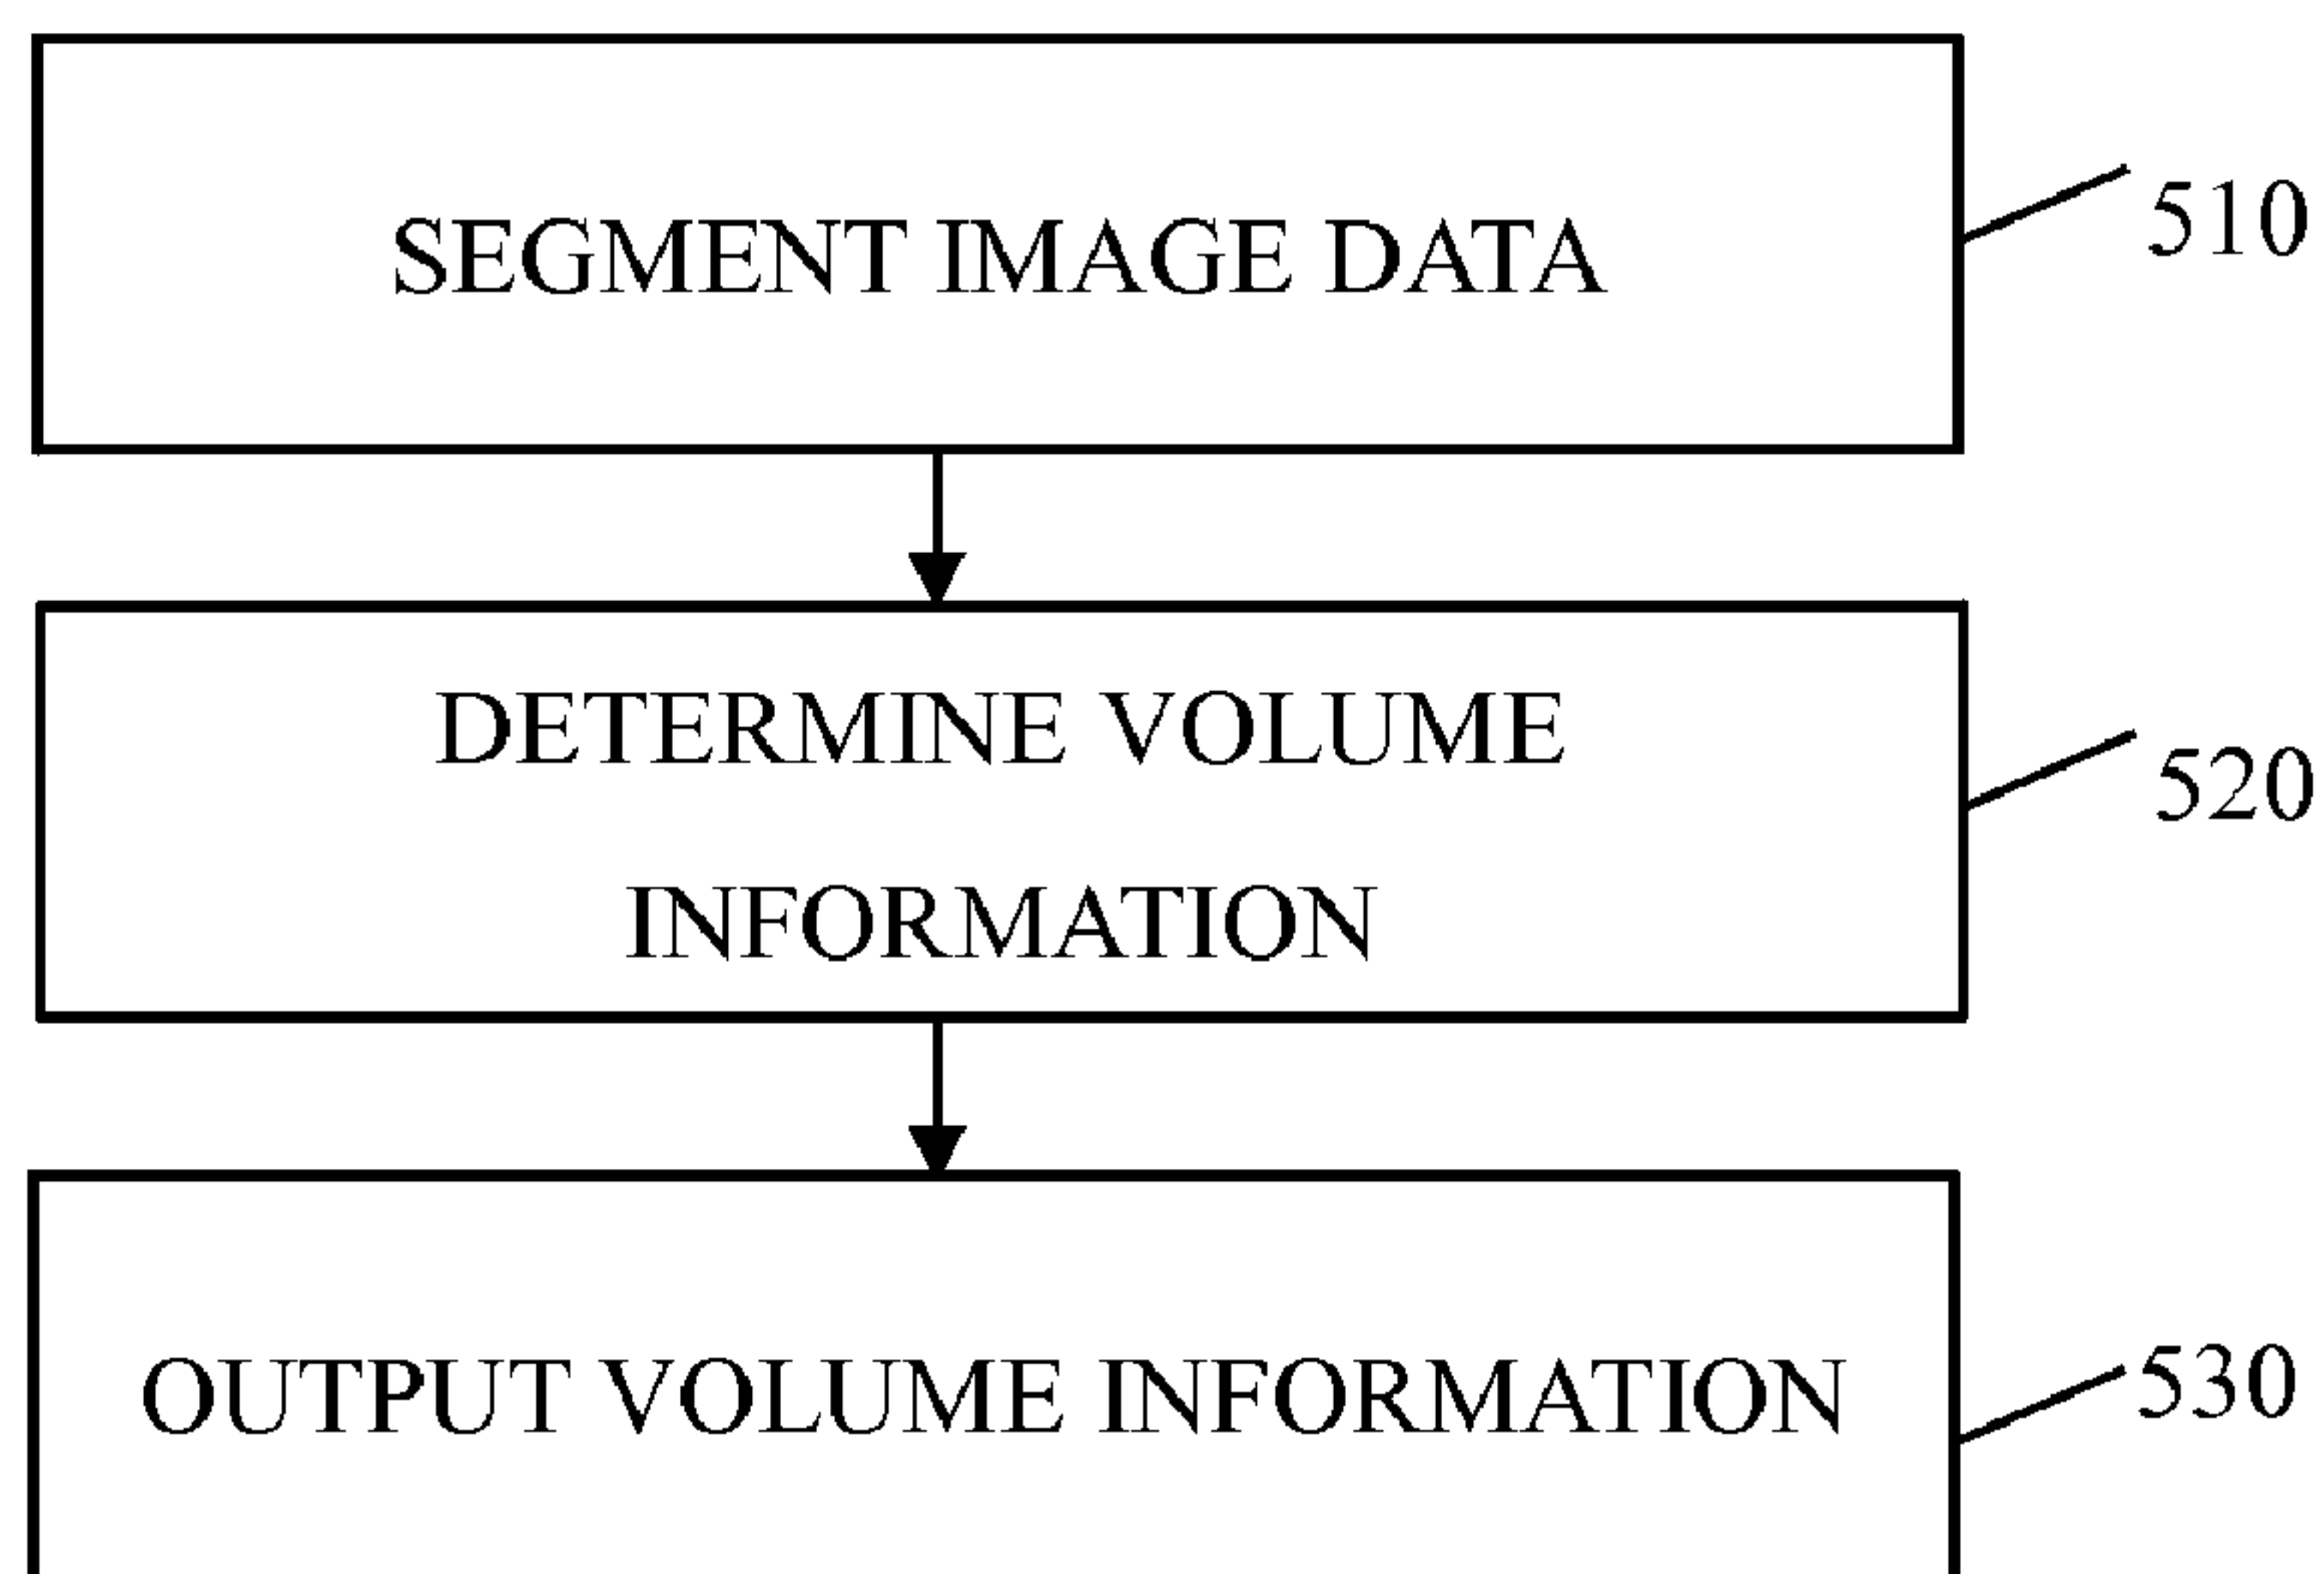 SEGMENT IMAGE DATA
510
DETERMINE VOLUME
INFORMATION
520
OUTPUT VOLUME INFORMATION
530